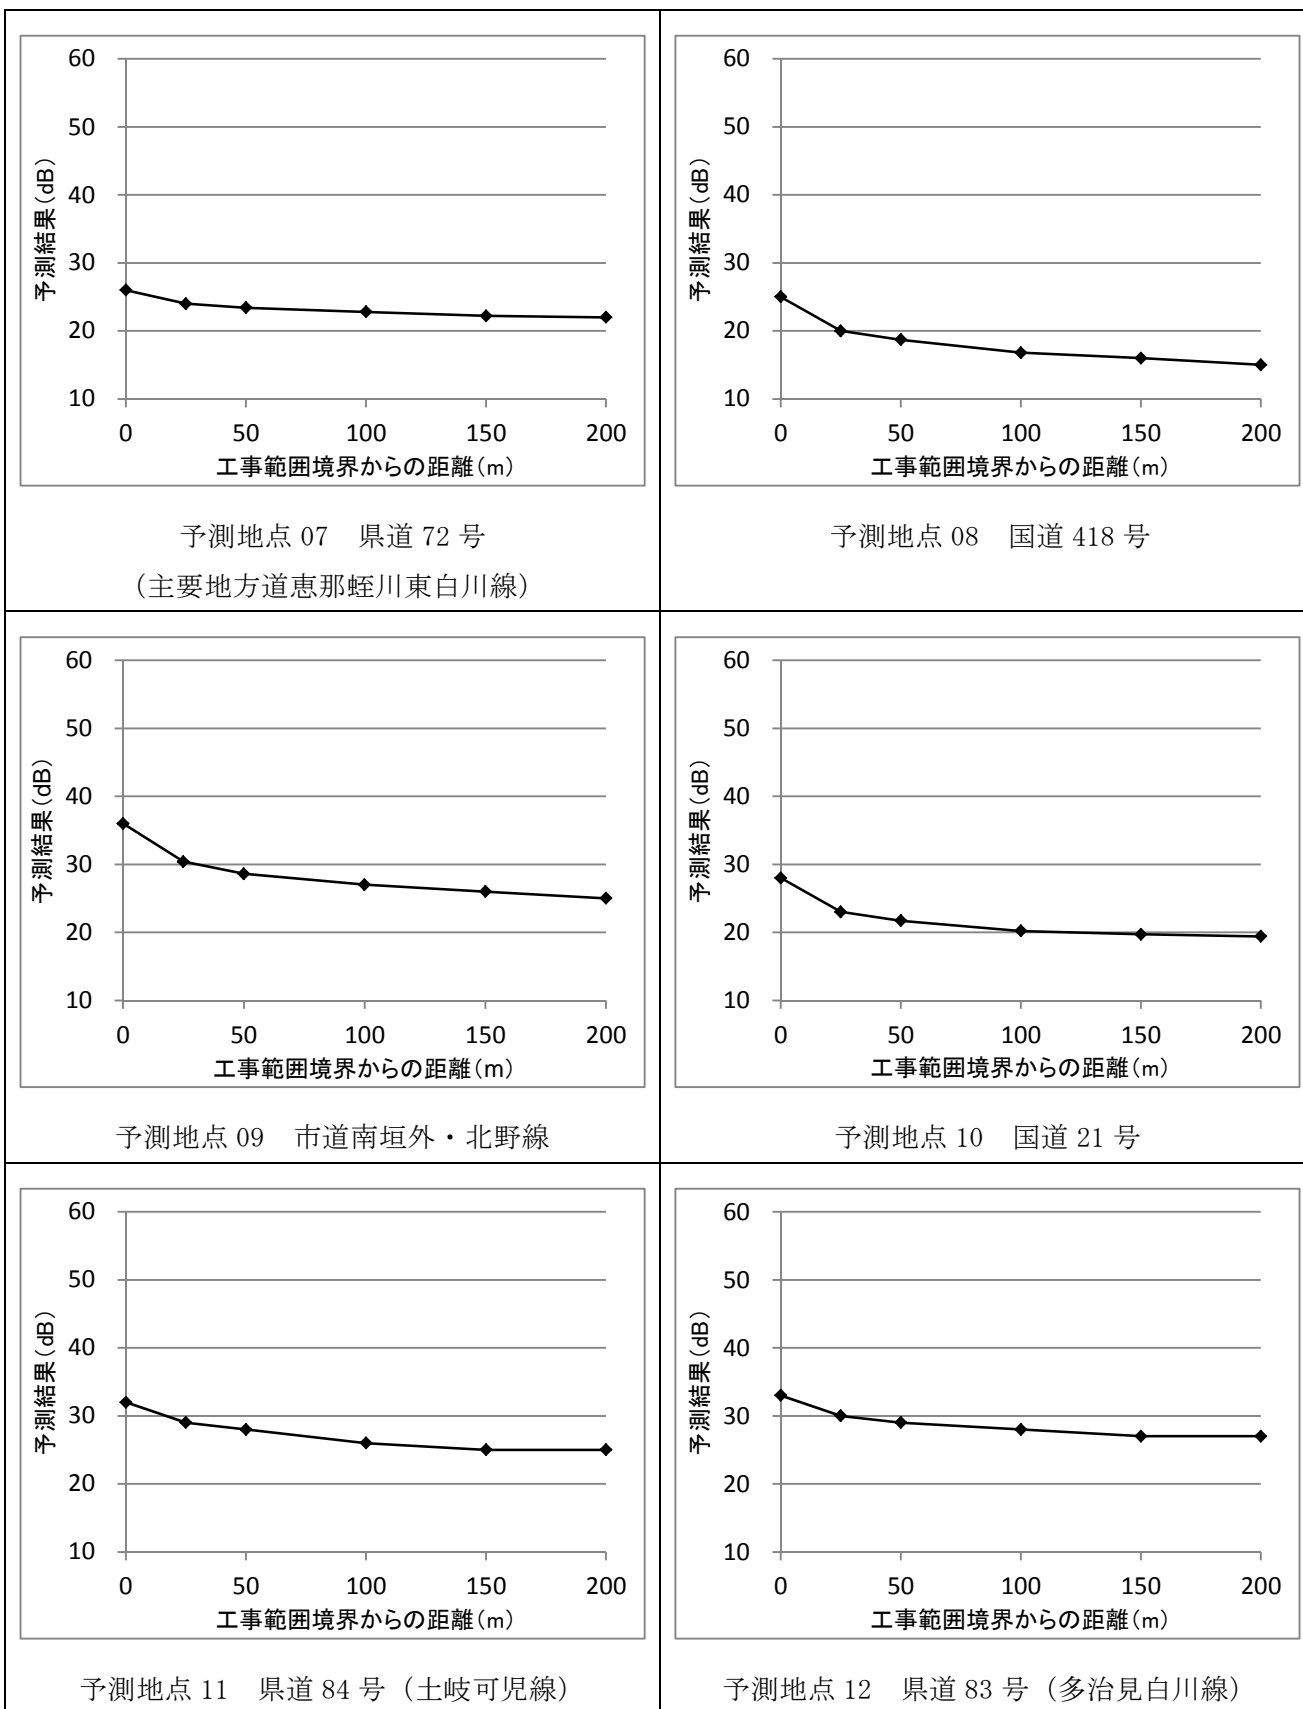 60
50
40
30
20
10
予測結果(dB)
0 50 100 150 200
工事範囲境界からの距離(m)
予測地点 07 県道 72 号
(主要地方道恵那蛭川東白川線)
60
50
40
30
20
10
予測結果(dB)
0 50 100 150 200
工事範囲境界からの距離(m)
予測地点 08 国道 418 号
60
50
40
30
20
10
予測結果(dB)
0 50 100 150 200
工事範囲境界からの距離(m)
予測地点 09 市道南垣外・北野線
60
50
40
30
20
10
予測結果(dB)
0 50 100 150 200
工事範囲境界からの距離(m)
予測地点 10 国道 21 号
60
50
40
30
20
10
予測結果(dB)
0 50 100 150 200
工事範囲境界からの距離(m)
予測地点 11 県道 84 号(土岐可児線)
60
50
40
30
20
10
予測結果(dB)
0 50 100 150 200
工事範囲境界からの距離(m)
予測地点 12 県道 83 号(多治見白川線)